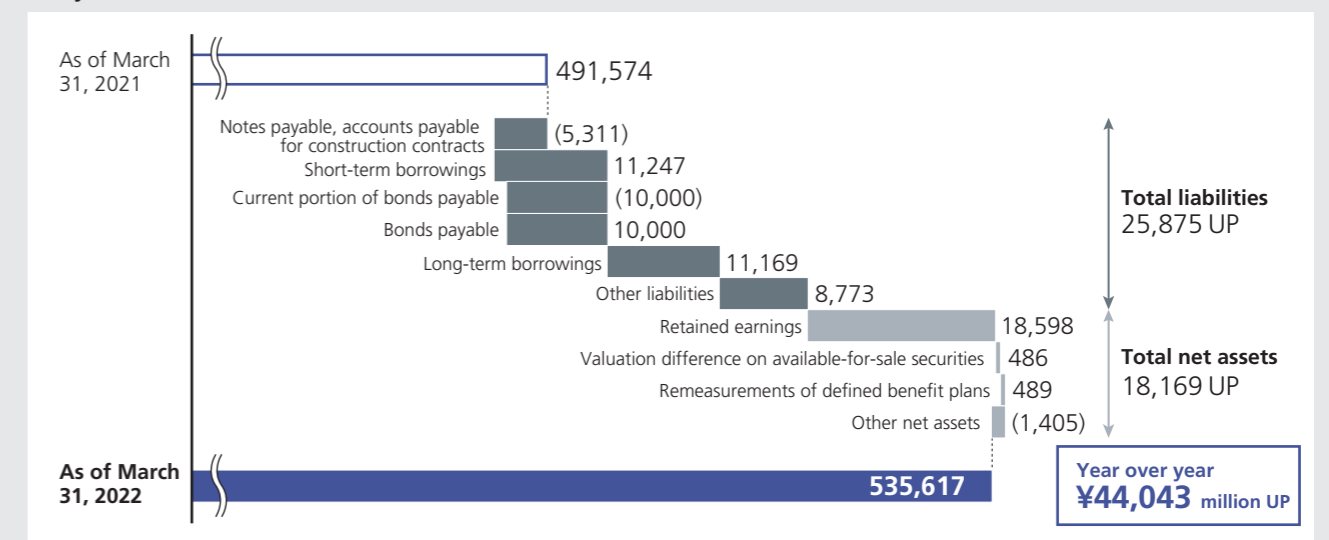 As of March
31, 2021
491,574
Notes payable, accounts payable
for construction contracts
(5,311)
Short-term borrowings
11,247
Current portion of bonds payable
(10,000)
Bonds payable
10,000
Long-term borrowings
11,169
Other liabilities
8,773
Total liabilities
25,875 UP
Retained earnings
18,598
Valuation difference on available-for-sale securities
486
Remeasurements of defined benefit plans
489
Other net assets
(1,405)
Total net assets
18,169 UP
As of March
31, 2022
535,617
Year over year
¥44,043 million UP